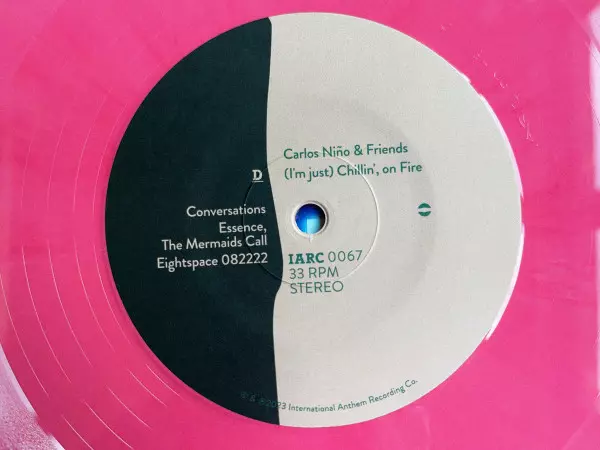 Carlos Niño & Friends
(I'm just) Chillin', on Fire
D
Conversations
Essence,
The Mermaids Call
Eightspace 082222
IARC 0067
33 RPM
STEREO
International Anthem Recording Co.